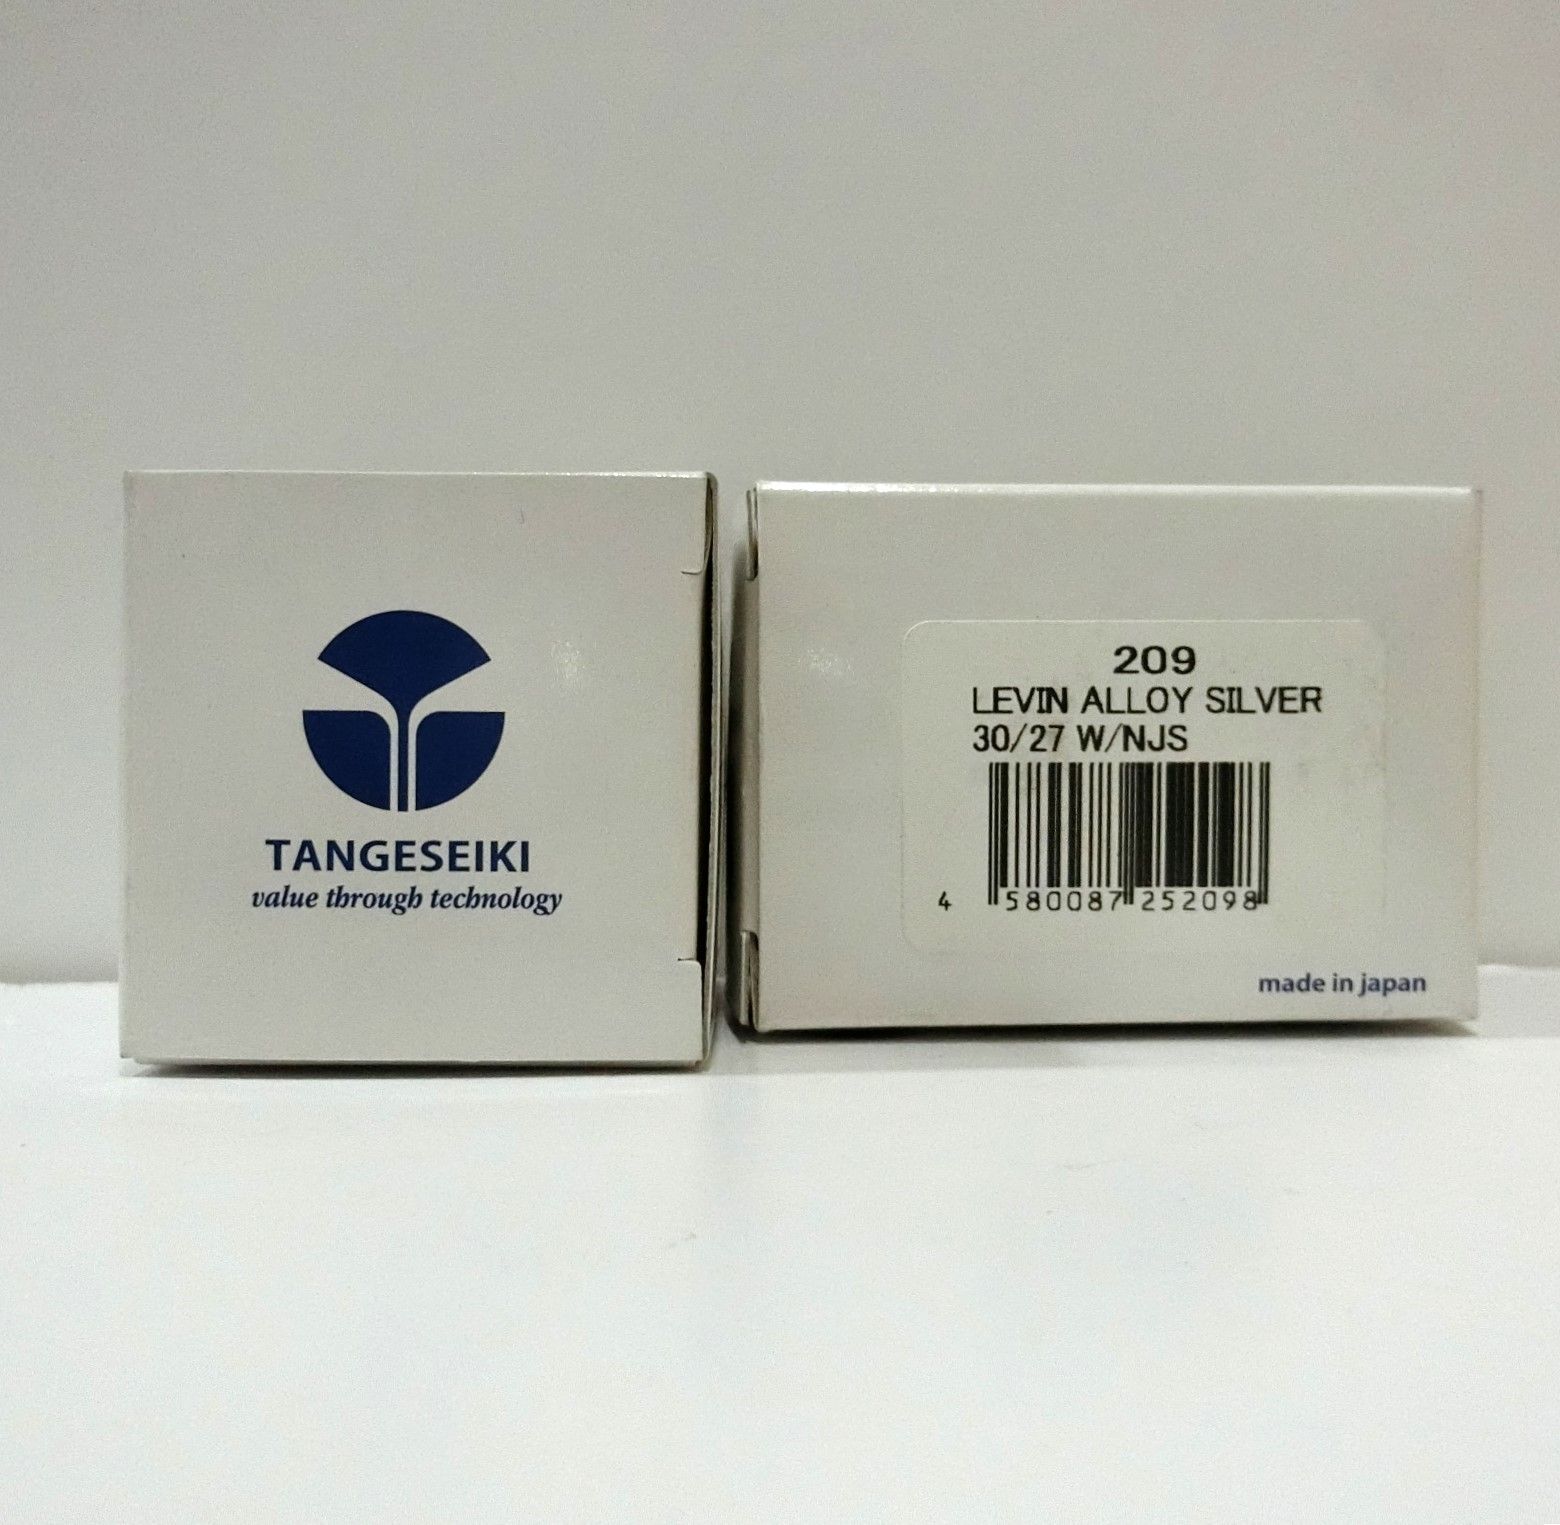 TANGESEIKI
value through technology
209
LEVIN ALLOY SILVER
30/27 W/NJS
4 580087 252098
made in japan